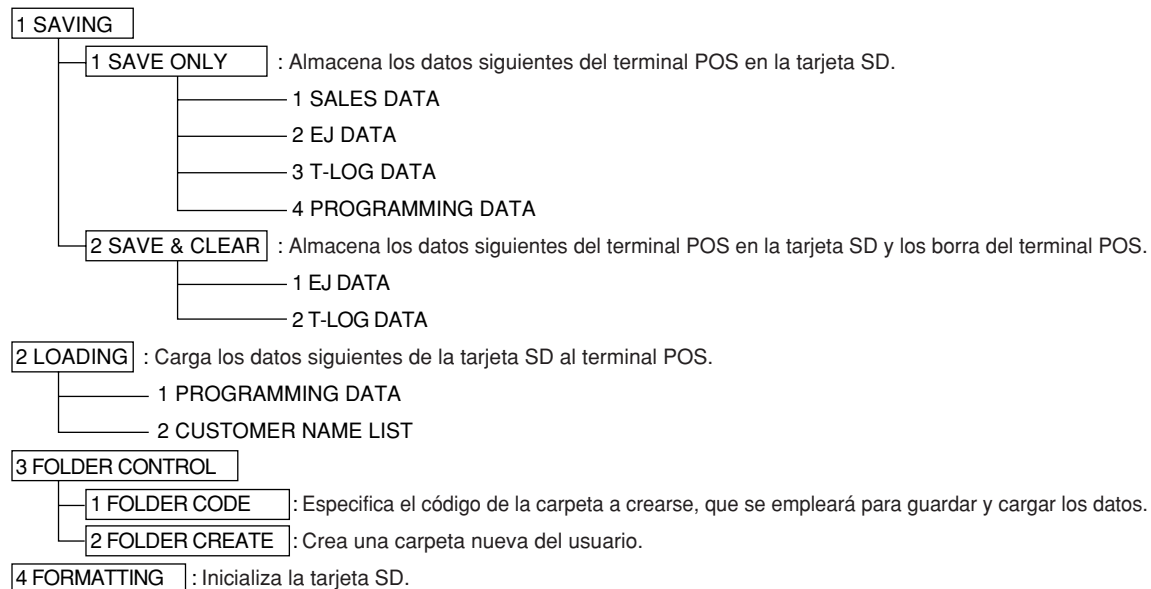 1 SAVING
1 SAVE ONLY : Almacena los datos siguientes del terminal POS en la tarjeta SD.
1 SALES DATA
2 EJ DATA
3 T-LOG DATA
4 PROGRAMMING DATA
2 SAVE & CLEAR : Almacena los datos siguientes del terminal POS en la tarjeta SD y los borra del terminal POS.
1 EJ DATA
2 T-LOG DATA
2 LOADING : Carga los datos siguientes de la tarjeta SD al terminal POS.
1 PROGRAMMING DATA
2 CUSTOMER NAME LIST
3 FOLDER CONTROL
1 FOLDER CODE : Especifica el código de la carpeta a crearse, que se empleará para guardar y cargar los datos.
2 FOLDER CREATE : Crea una carpeta nueva del usuario.
4 FORMATTING : Inicializa la tarjeta SD.